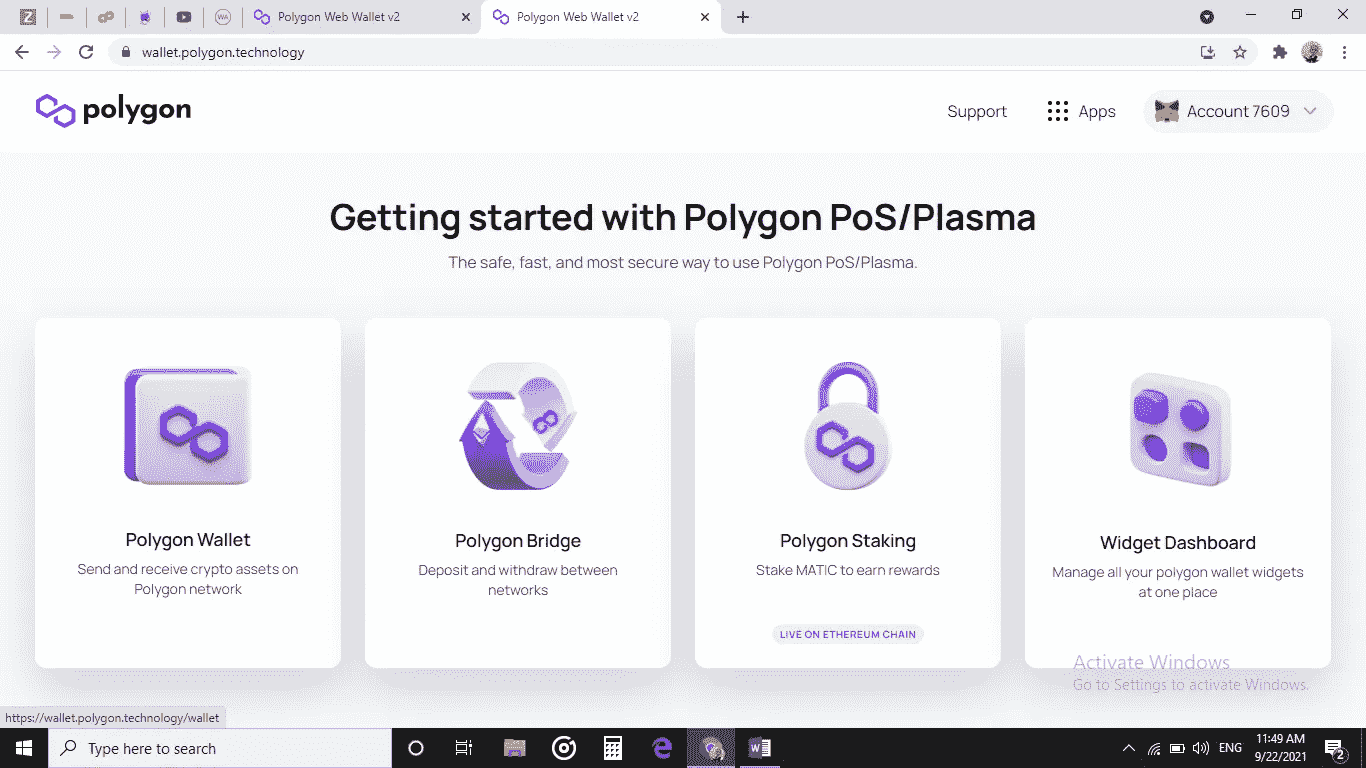 Polygon Web Wallet v2
Polygon Web Wallet v2
WA
wallet.polygon.technology
polygon
Support
Apps
Account 7609
Getting started with Polygon PoS/Plasma
The safe, fast, and most secure way to use Polygon PoS/Plasma.
Polygon Wallet
Send and receive crypto assets on
Polygon network
Polygon Bridge
Deposit and withdraw between
networks
Polygon Staking
Stake MATIC to earn rewards
LIVE ON ETHEREUM CHAIN
Widget Dashboard
Manage all your polygon wallet widgets
at one place
Activate Windows
Go to Settings to activate Windows.
https://wallet.polygon.technology/wallet
Type here to search
ENG
11:49 AM
9/22/2021
2